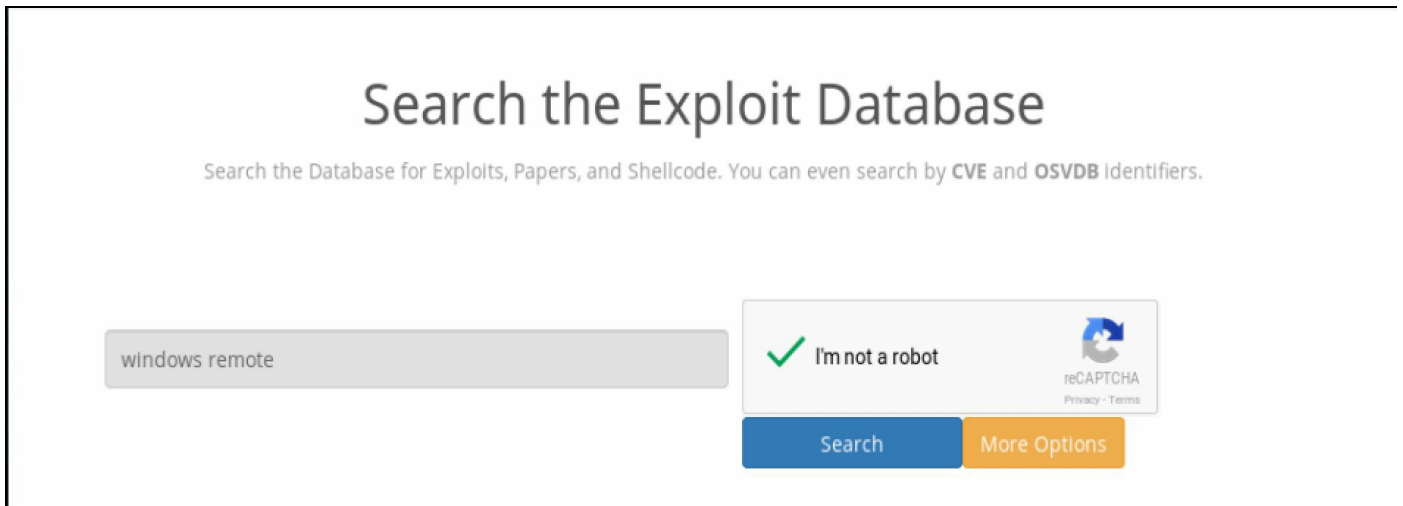 Search the Exploit Database
Search the Database for Exploits, Papers, and Shellcode. You can even search by CVE and OSVDB identifiers.
windows remote
I'm not a robot
reCAPTCHA
Privacy - Terms
Search
More Options